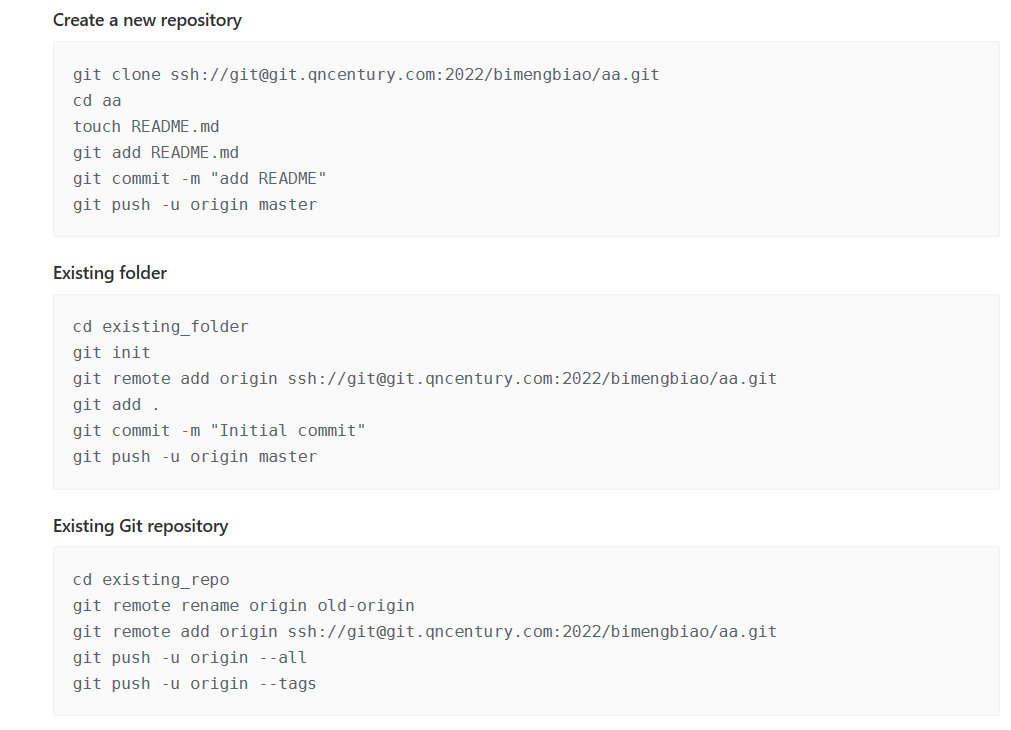 Create a new repository
git clone ssh://git@git.qncentury.com:2022/bimengbiao/aa.git
cd aa
touch README.md
git add README.md
git commit -m "add README"
git push -u origin master
Existing folder
cd existing_folder
git init
git remote add origin ssh://git@git.qncentury.com:2022/bimengbiao/aa.git
git add .
git commit -m "Initial commit"
git push -u origin master
Existing Git repository
cd existing_repo
git remote rename origin old-origin
git remote add origin ssh://git@git.qncentury.com:2022/bimengbiao/aa.git
git push -u origin --all
git push -u origin --tags